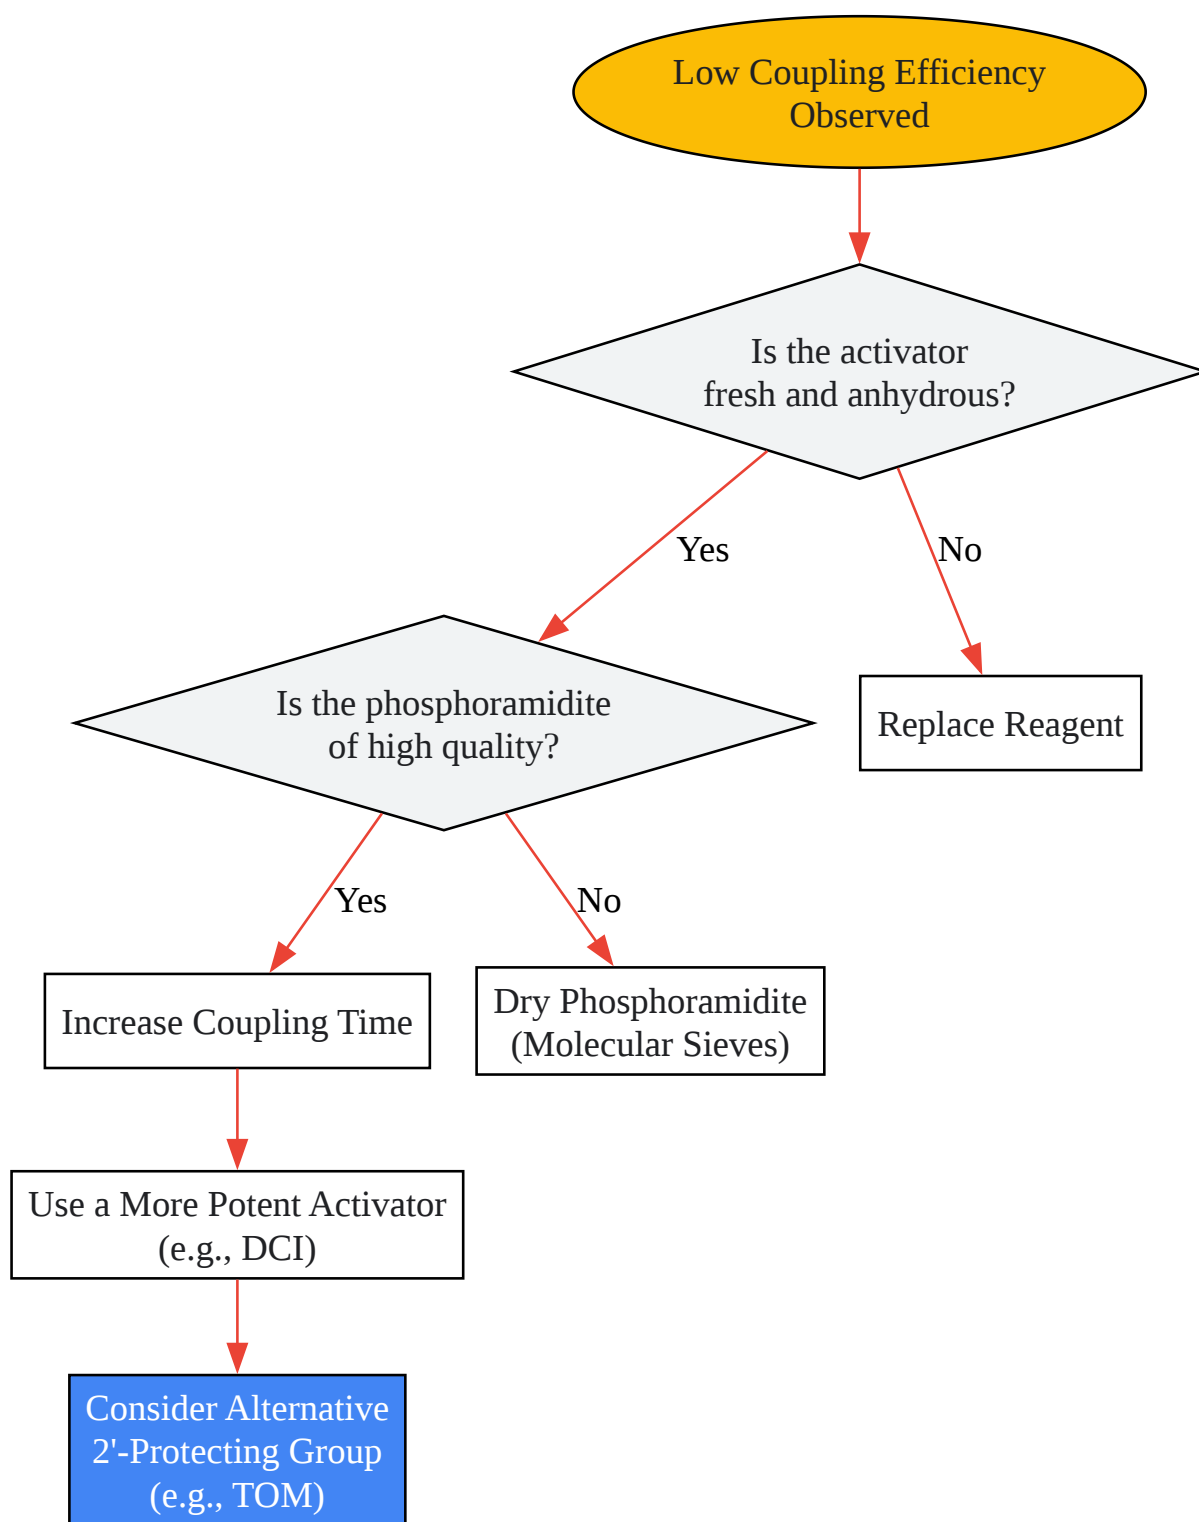 Low Coupling Efficiency
Observed
Is the activator
fresh and anhydrous?
Yes
No
Is the phosphoramidite
of high quality?
Replace Reagent
Yes
No
Increase Coupling Time
Dry Phosphoramidite
(Molecular Sieves)
Use a More Potent Activator
(e.g., DCI)
Consider Alternative
2'-Protecting Group
(e.g., TOM)